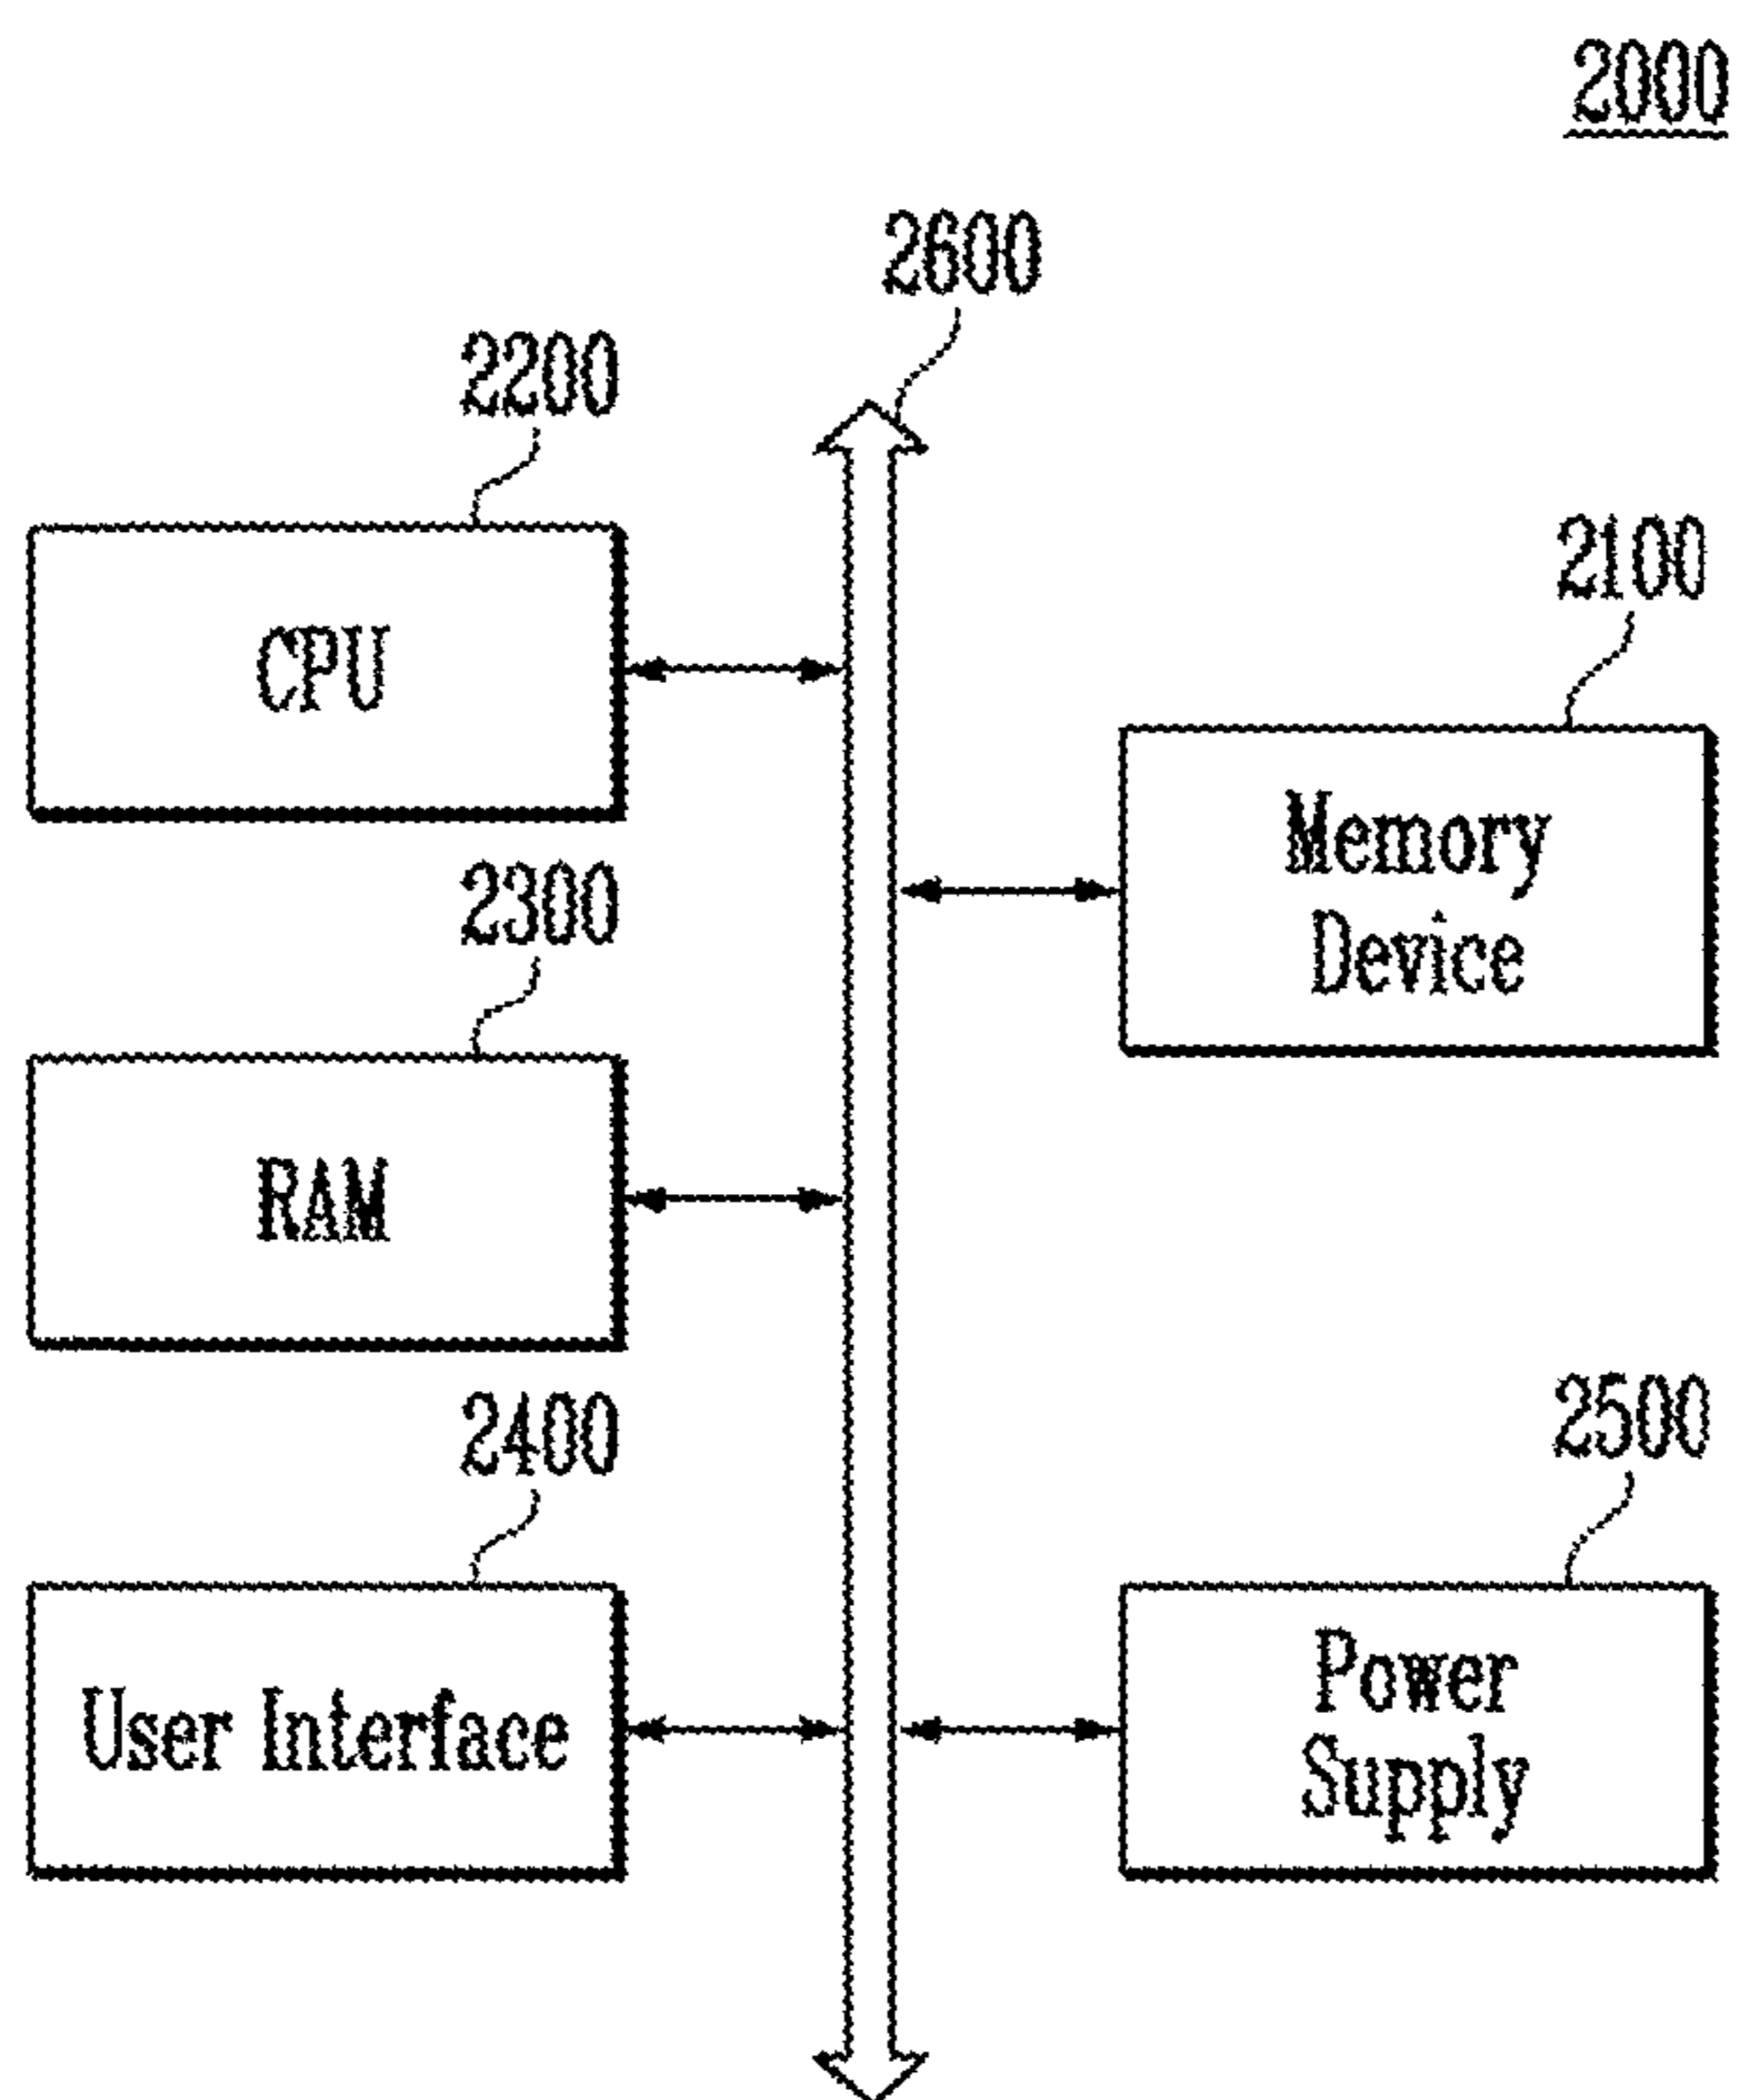 2000
2600
2200
CPU
2100
Memory
Device
2300
RAM
2400
User Interface
2500
Power
Supply